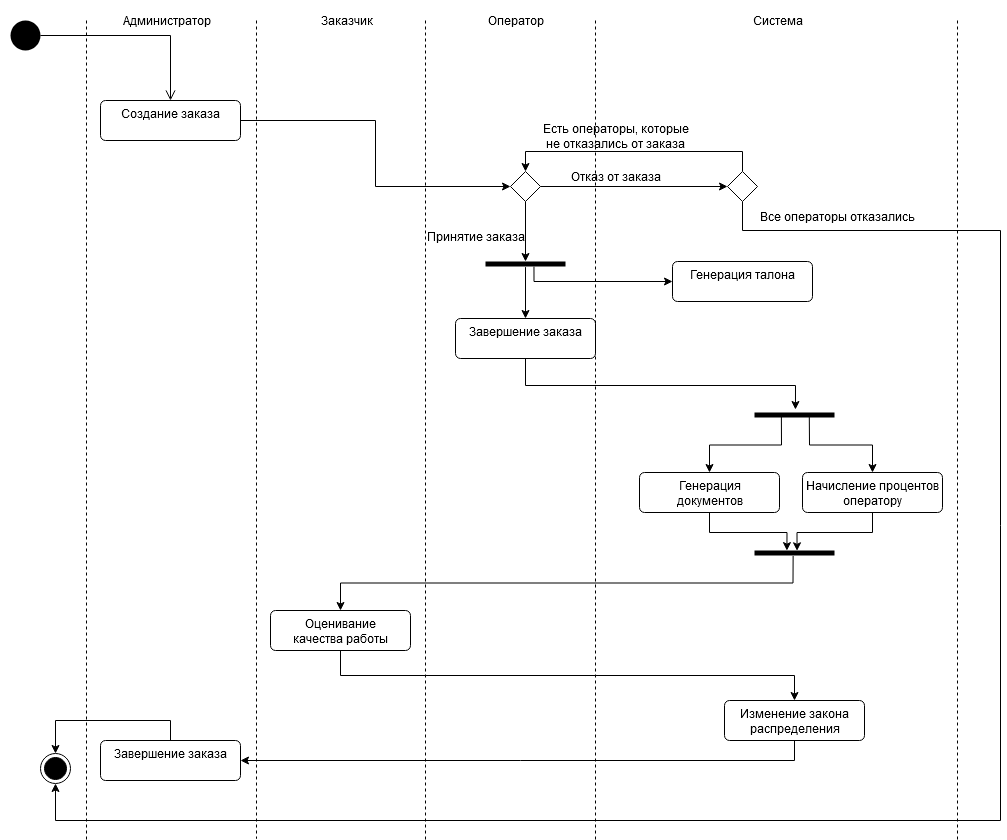 Администратор
Заказчик
Оператор
Система
Создание заказа
Есть операторы, которые
не отказались от заказа
Отказ от заказа
Все операторы отказались
Принятие заказа
Генерация талона
Завершение заказа
Генерация
документов
Начисление процентов
оператору
Оценивание
качества работы
Изменение закона
распределения
Завершение заказа